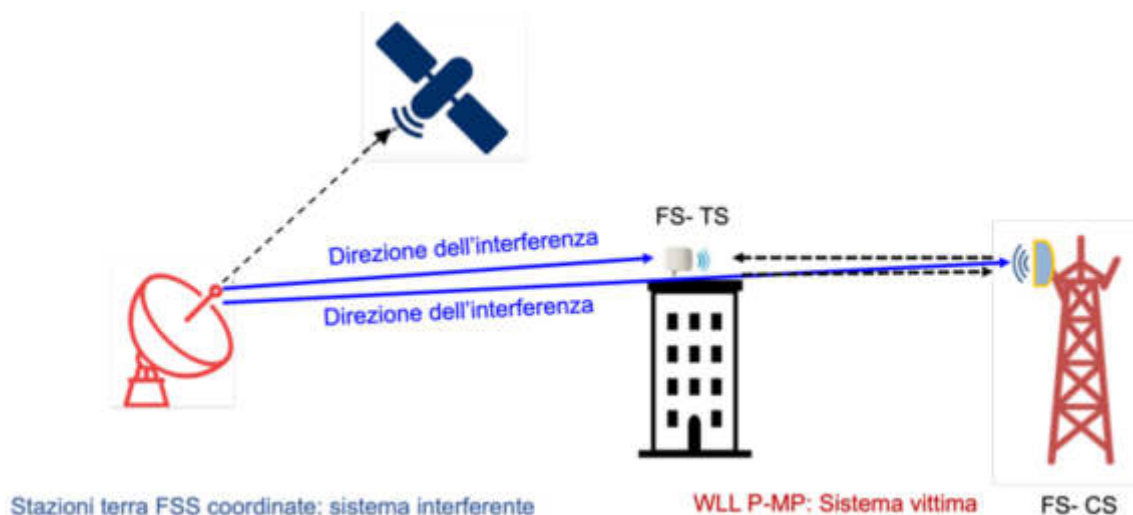 FS- TS
Direzione dell'interferenza
Direzione dell'interferenza
Stazioni terra FSS coordinate: sistema interferente
WLL P-MP: Sistema vittima
FS- CS